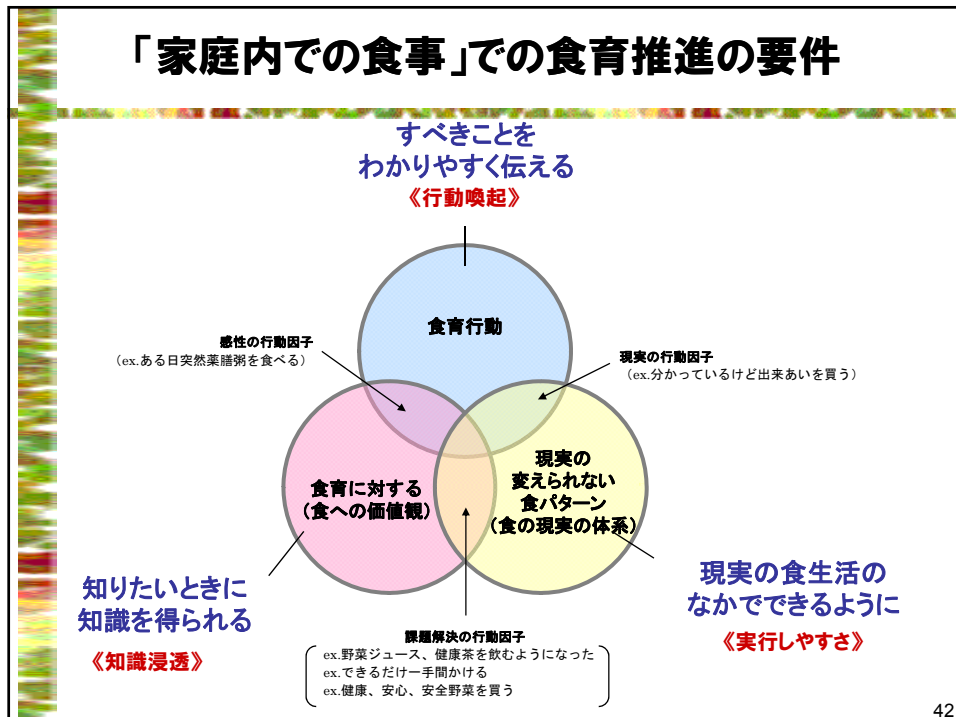 「家庭内での食事」での食育推進の要件
すべきことを
わかりやすく伝える
《行動喚起》
食育行動
感性の行動因子
（ex.ある日突然薬膳粥を食べる）
現実の行動因子
（ex.分かっているけど出来あいを買う）
食育に対する
（食への価値観）
現実の
変えられない
食パターン
（食の現実の体系）
知りたいときに
知識を得られる
《知識浸透》
現実の食生活の
なかでできるように
《実行しやすさ》
課題解決の行動因子
ex.野菜ジュース、健康茶を飲むようになった
ex.できるだけ一手間かける
ex.健康、安心、安全野菜を買う
42